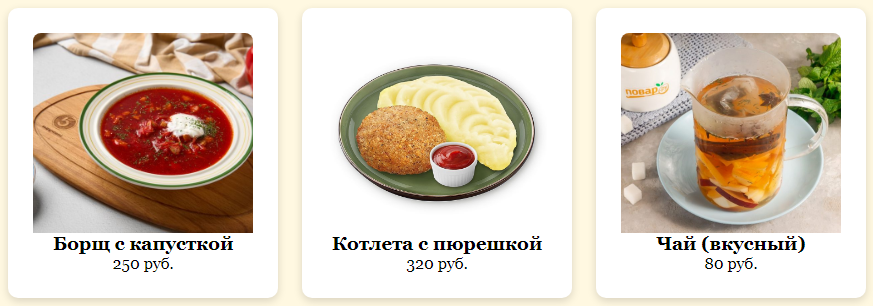 повар
Борщ с капусткой
250 руб.
Котлета с пюрешкой
320 руб.
Чай (вкусный)
80 руб.